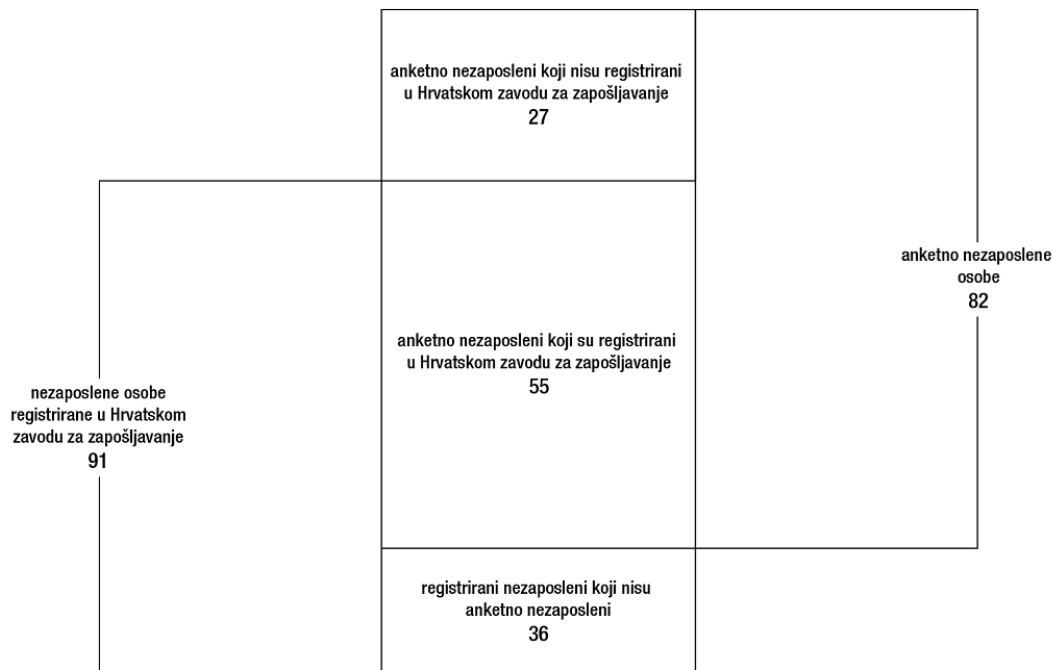 anketno nezaposleni koji nisu registrirani
u Hrvatskom zavodu za zapošljavanje
27
anketno nezaposlene
osobe
82
anketno nezaposleni koji su registrirani
u Hrvatskom zavodu za zapošljavanje
55
nezaposlene osobe
registrirane u Hrvatskom
zavodu za zapošljavanje
91
registrirani nezaposleni koji nisu
anketno nezaposleni
36